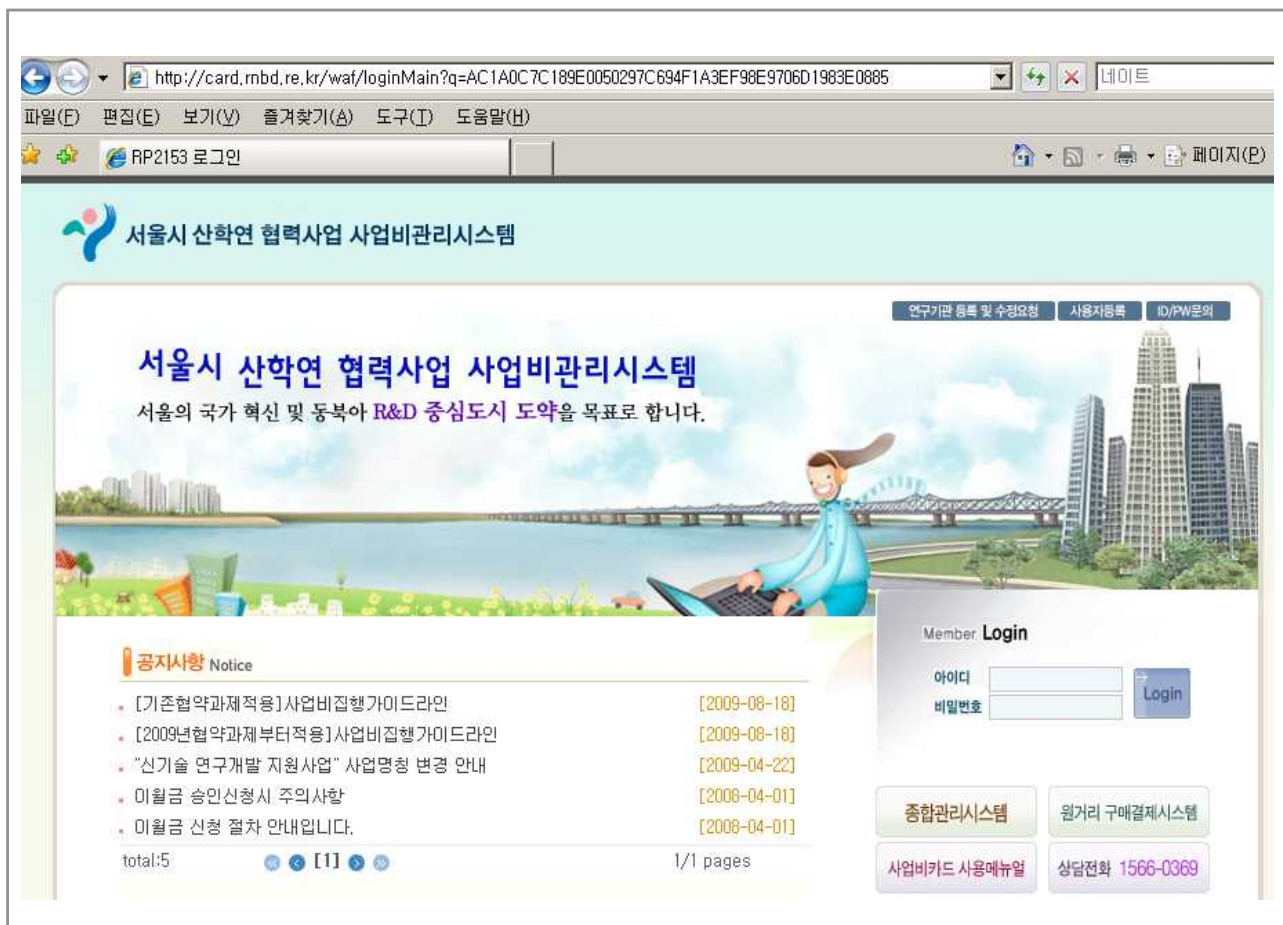 http://card.rnbd.re.kr/waf/loginMain?q=AC1A0C7C189E0050297C694F1A3EF98E9706D1983E0885
네이트
파일(F) 편집(E) 보기(V) 즐겨찾기(A) 도구(T) 도움말(H)
RP2153 로그인
페이지(P)
서울시 산학연 협력사업 사업비관리시스템
연구기관 등록 및 수정요청 사용자등록 ID/PW문의
서울시 산학연 협력사업 사업비관리시스템
서울의 국가 혁신 및 동북아 R&D 중심도시 도약을 목표로 합니다.
Member Login
아이디
비밀번호
Login
공지사항 Notice
[기존협약과제적용]사업비집행가이드라인 [2009-08-18]
[2009년협약과제부터적용]사업비집행가이드라인 [2009-08-18]
"신기술 연구개발 지원사업" 사업명칭 변경 안내 [2009-04-22]
이월금 승인신청시 주의사항 [2008-04-01]
이월금 신청 절차 안내입니다. [2008-04-01]
total:5 [1] 1/1 pages
종합관리시스템 원거리 구매결제시스템
사업비카드 사용메뉴얼 상담전화 1566-0369